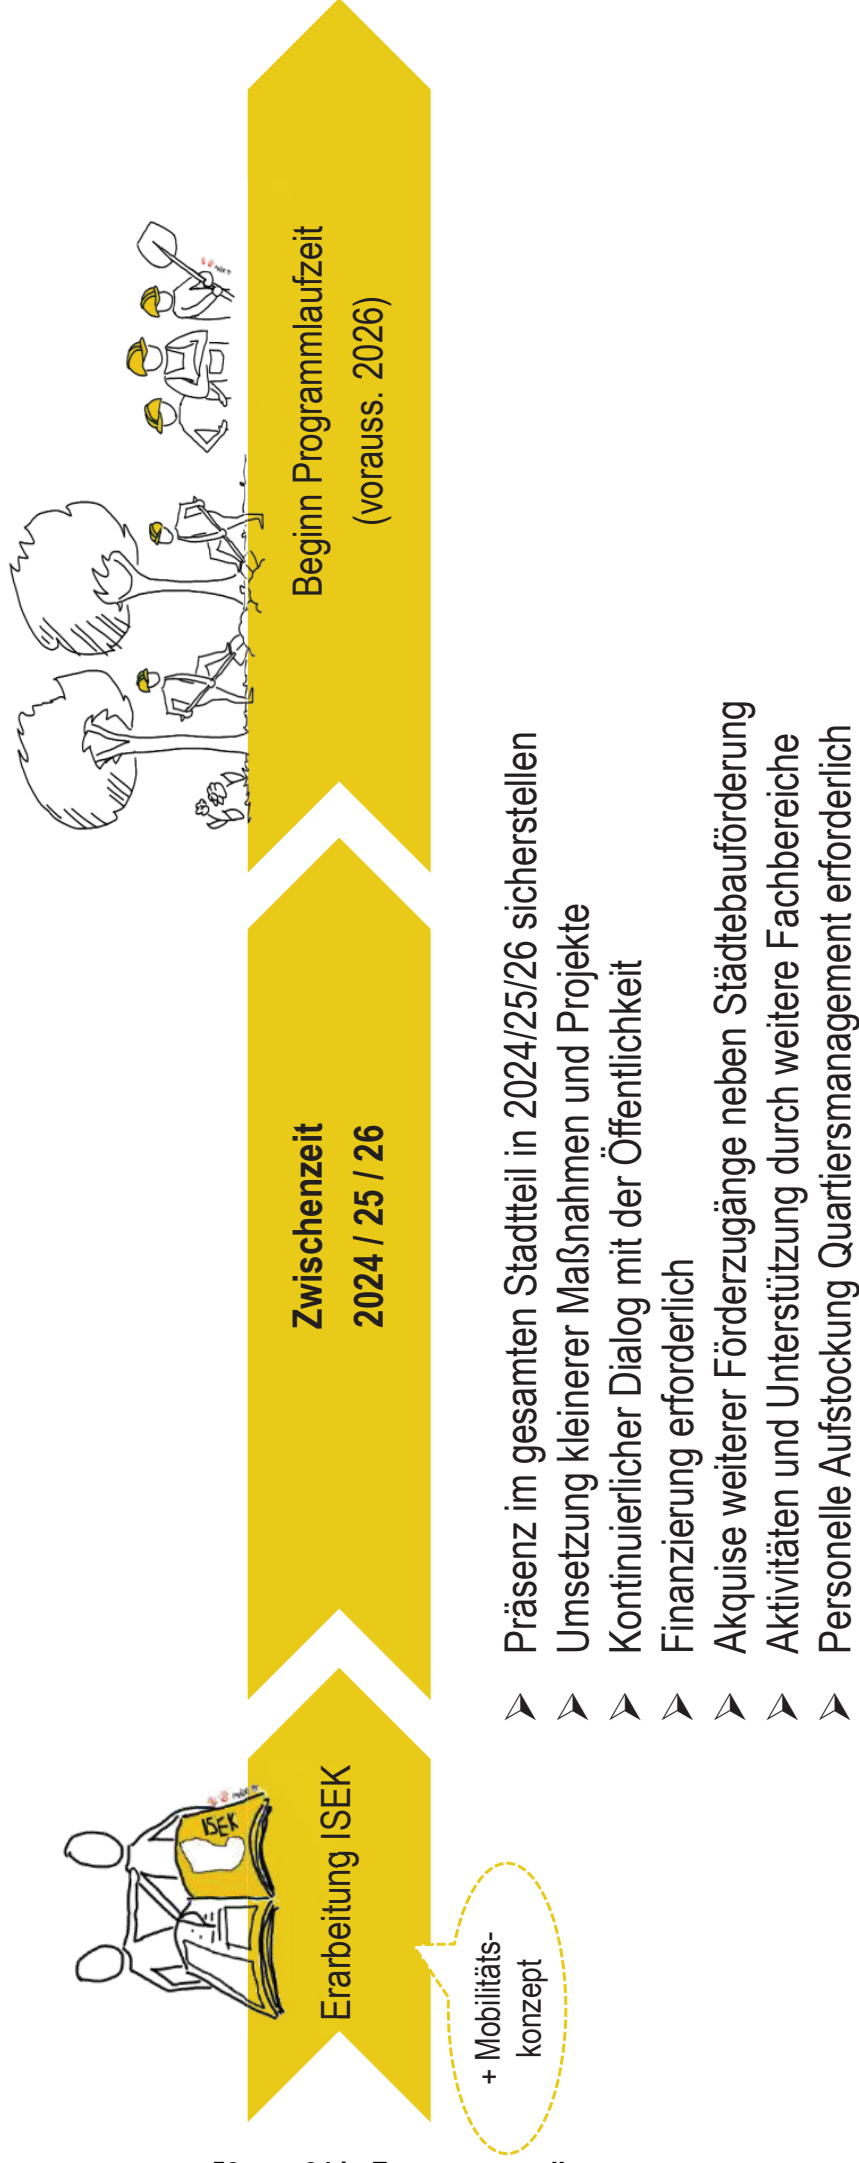 ISEK
Erarbeitung ISEK
+ Mobilitäts-
konzept
Zwischenzeit
2024 / 25 / 26
Beginn Programmlaufzeit
(vorauss. 2026)
➢ Präsenz im gesamten Stadtteil in 2024/25/26 sicherstellen
➢ Umsetzung kleinerer Maßnahmen und Projekte
➢ Kontinuierlicher Dialog mit der Öffentlichkeit
➢ Finanzierung erforderlich
➢ Akquise weiterer Förderzugänge neben Städtebauförderung
➢ Aktivitäten und Unterstützung durch weitere Fachbereiche
➢ Personelle Aufstockung Quartiersmanagement erforderlich